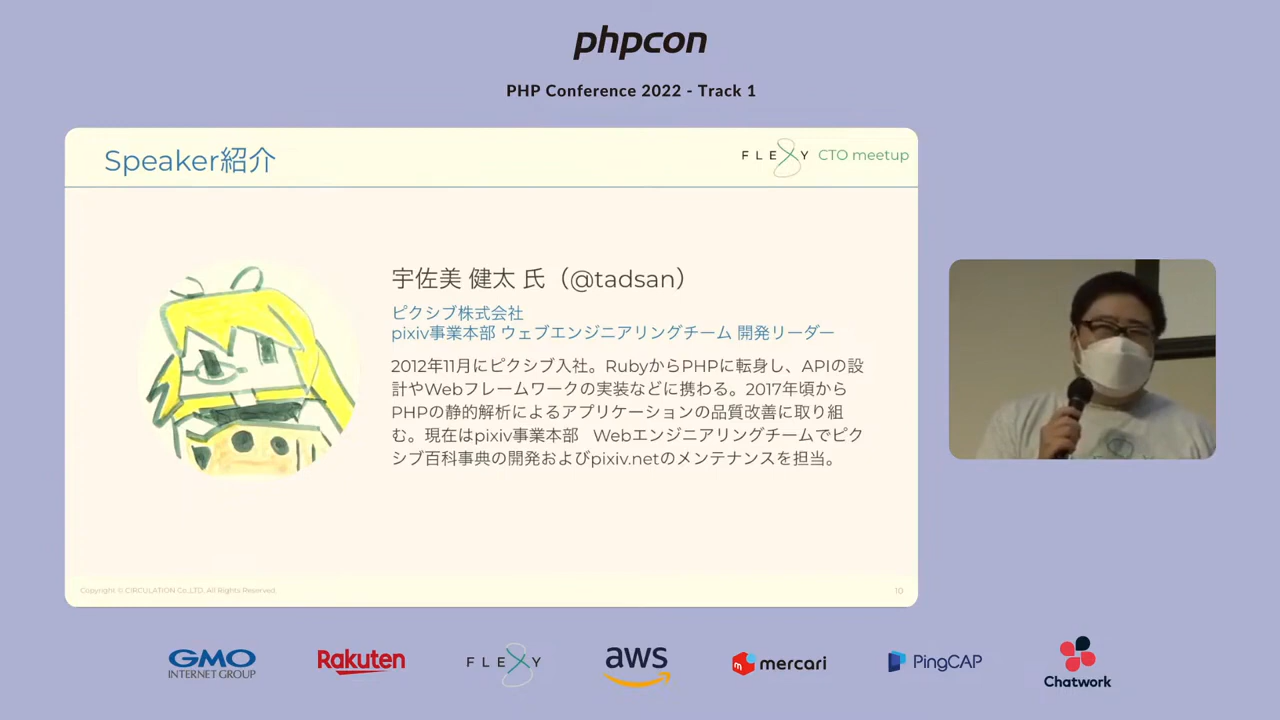 phpcon
PHP Conference 2022 - Track 1
Speaker紹介
FLEXY CTO meetup
宇佐美 健太 氏（@tadsan）
ピクシブ株式会社
pixiv事業本部 ウェブエンジニアリングチーム 開発リーダー
2012年11月にピクシブ入社。RubyからPHPに転身し、APIの設
計やWebフレームワークの実装などに携わる。2017年頃から
PHPの静的解析によるアプリケーションの品質改善に取り組
む。現在はpixiv事業本部 Webエンジニアリングチームでピク
シブ百科事典の開発およびpixiv.netのメンテナンスを担当。
Copyright © CIRCULATION Co.,LTD. All Rights Reserved.
10
GMO
INTERNET GROUP
Rakuten
FLEXY
aws
mercari
PingCAP
Chatwork